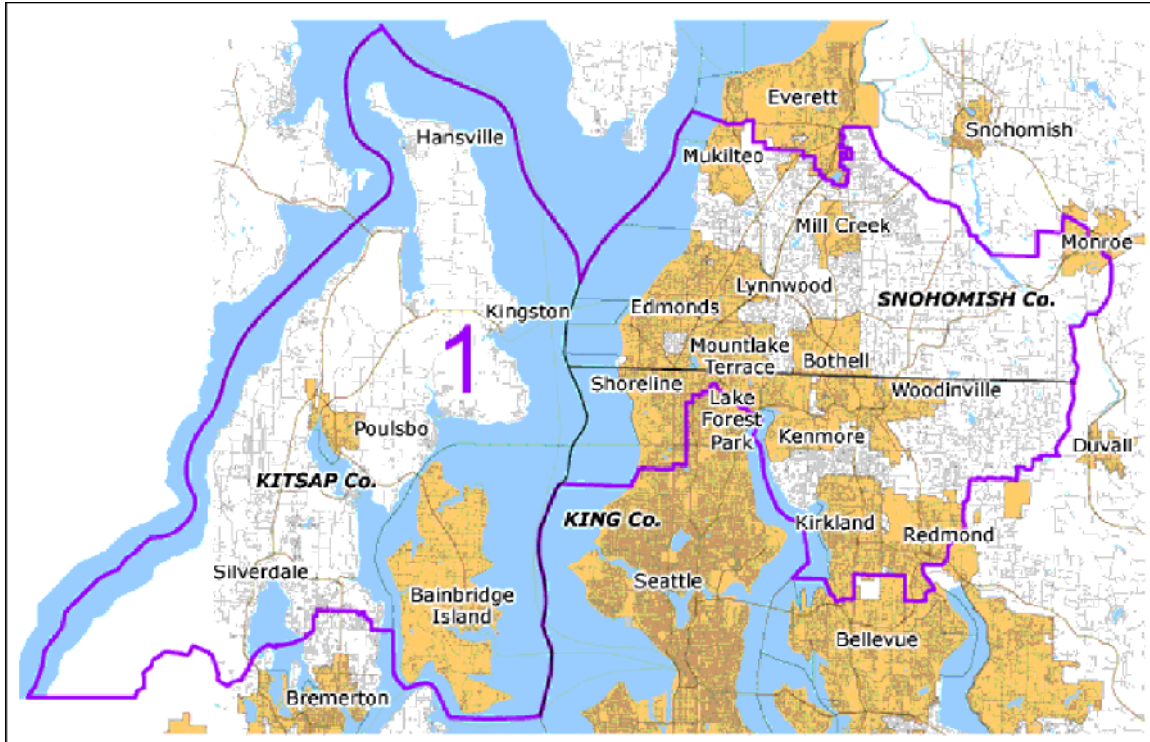 Everett
Snohomish
Hansville
Mukilteo
Mill Creek
Monroe
Lynnwood
SNOHOMISH Co.
Edmonds
Kingston
1
Mountlake
Terrace
Bothell
Shoreline
Woodinville
Lake
Forest
Park
Kenmore
Poulsbo
Duvall
KITSAP Co.
KING Co.
Kirkland
Redmond
Silverdale
Seattle
Bainbridge
Island
Bellevue
Bremerton